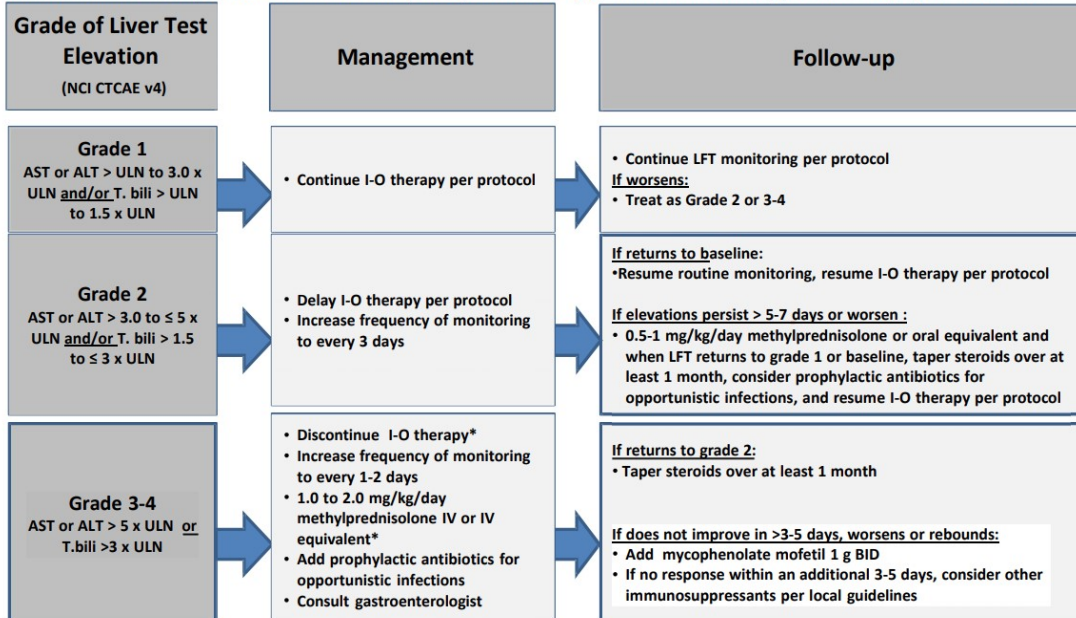 Grade of Liver Test
Elevation
(NCI CTCAE v4)
Management
Follow-up
Grade 1
AST or ALT > ULN to 3.0 x
ULN and/or T. bili > ULN
to 1.5 x ULN
• Continue I-O therapy per protocol
• Continue LFT monitoring per protocol
If worsens:
• Treat as Grade 2 or 3-4
Grade 2
AST or ALT > 3.0 to ≤ 5 x
ULN and/or T. bili > 1.5
to ≤ 3 x ULN
• Delay I-O therapy per protocol
• Increase frequency of monitoring
to every 3 days
If returns to baseline:
•Resume routine monitoring, resume I-O therapy per protocol
If elevations persist > 5-7 days or worsen :
• 0.5-1 mg/kg/day methylprednisolone or oral equivalent and
when LFT returns to grade 1 or baseline, taper steroids over at
least 1 month, consider prophylactic antibiotics for
opportunistic infections, and resume I-O therapy per protocol
Grade 3-4
AST or ALT > 5 x ULN or
T.bili >3 x ULN
• Discontinue I-O therapy*
• Increase frequency of monitoring
to every 1-2 days
• 1.0 to 2.0 mg/kg/day
methylprednisolone IV or IV
equivalent*
• Add prophylactic antibiotics for
opportunistic infections
• Consult gastroenterologist
If returns to grade 2:
• Taper steroids over at least 1 month
If does not improve in >3-5 days, worsens or rebounds:
• Add mycophenolate mofetil 1 g BID
• If no response within an additional 3-5 days, consider other
immunosuppressants per local guidelines